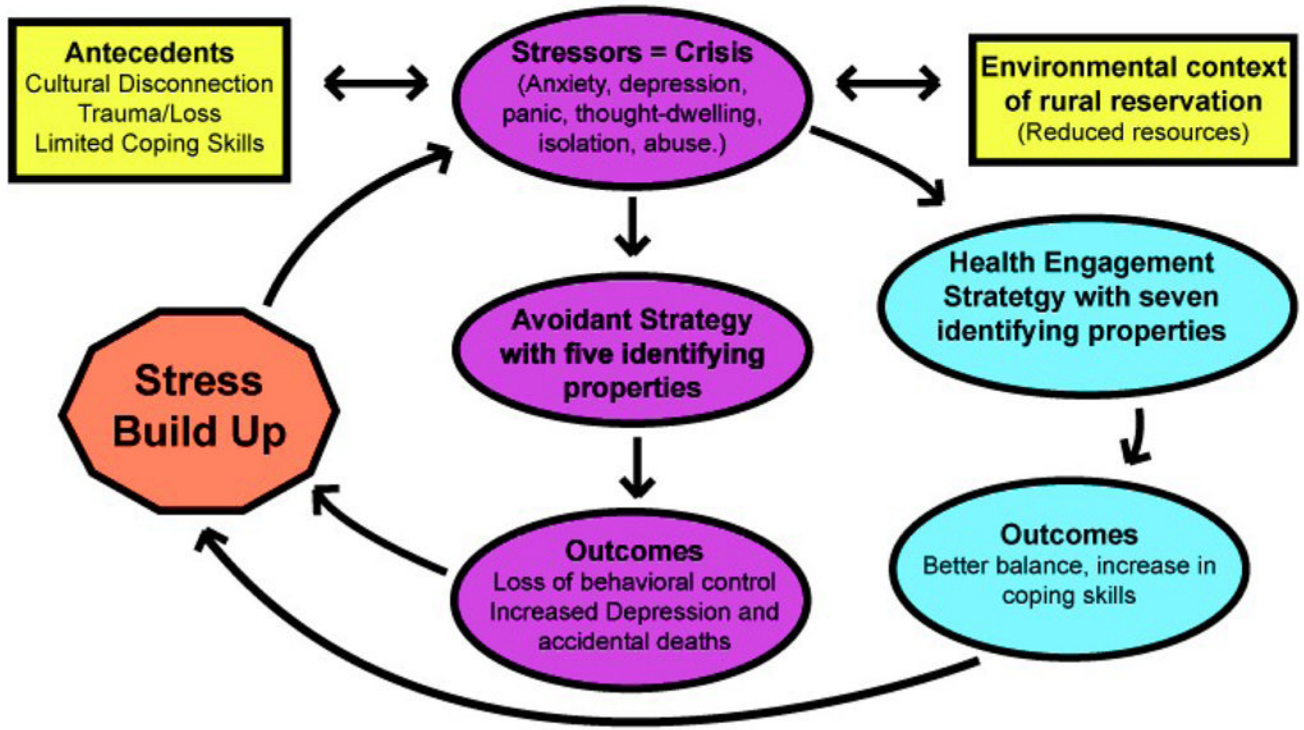 Antecedents
Cultural Disconnection
Trauma/Loss
Limited Coping Skills
Stressors = Crisis
(Anxiety, depression,
panic, thought-dwelling,
isolation, abuse.)
Environmental context
of rural reservation
(Reduced resources)
Stress
Build Up
Avoidant Strategy
with five identifying
properties
Health Engagement
Stratetgy with seven
identifying properties
Outcomes
Loss of behavioral control
Increased Depression and
accidental deaths
Outcomes
Better balance, increase in
coping skills